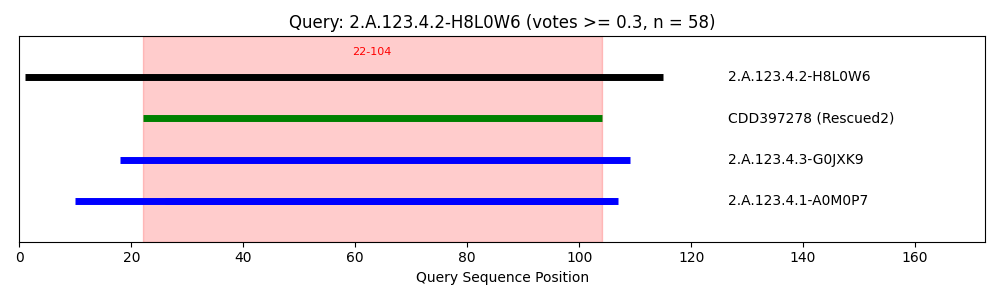 Query: 2.A.123.4.2-H8L0W6 (votes >= 0.3, n = 58)
22-104
2.A.123.4.2-H8L0W6
CDD397278 (Rescued2)
2.A.123.4.3-G0JXK9
2.A.123.4.1-A0M0P7
0 20 40 60 80 100 120 140 160
Query Sequence Position